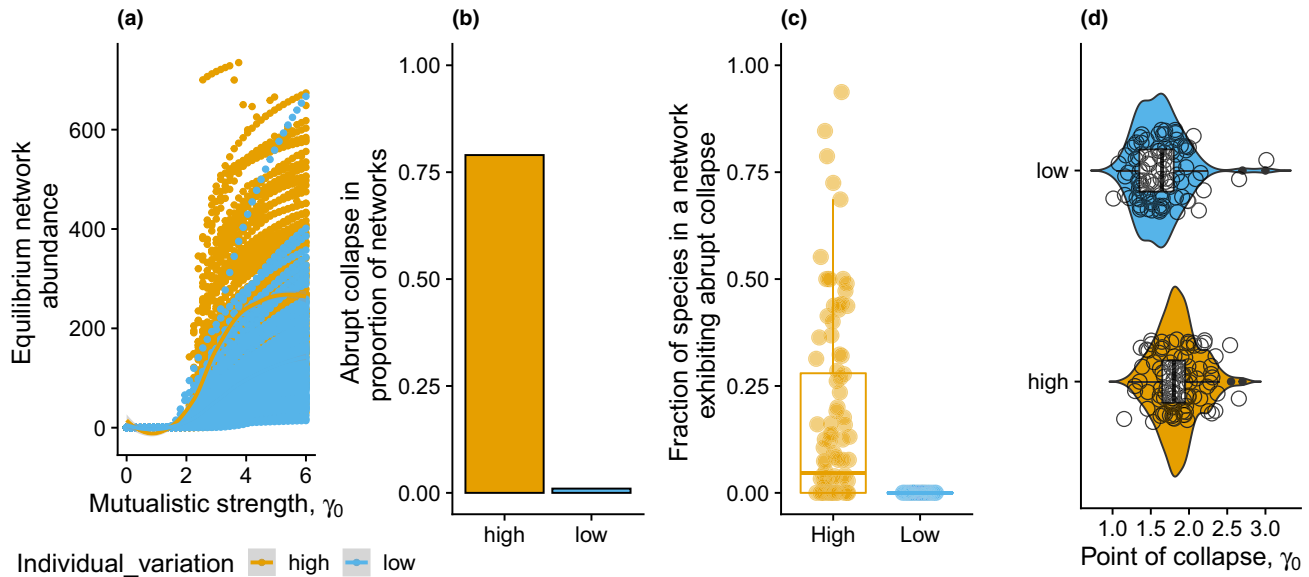 (a)
Equilibrium network
abundance
600
400
200
0
0
2
4
6
Mutualistic strength, γ0
(b)
Abrupt collapse in
proportion of networks
1.00
0.75
0.50
0.25
0.00
high
low
(c)
Fraction of species in a network
exhibiting abrupt collapse
1.00
0.75
0.50
0.25
0.00
High
Low
(d)
low
high
1.0
1.5
2.0
2.5
3.0
Point of collapse, γ0
Individual_variation
high
low